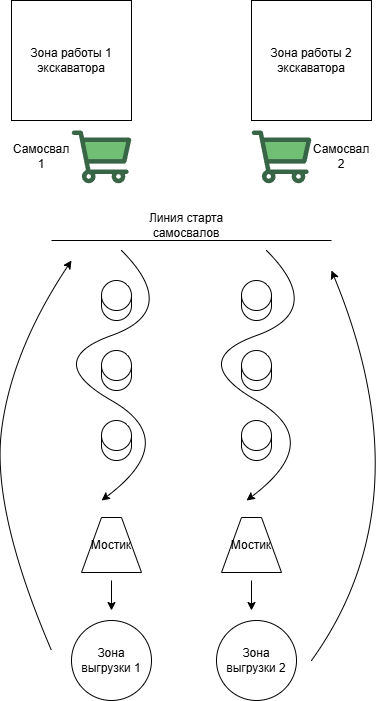 Зона работы 1
экскаватора
Зона работы 2
экскаватора
Самосвал
1
Самосвал
2
Линия старта
самосвалов
Мостик
Мостик
Зона
выгрузки 1
Зона
выгрузки 2